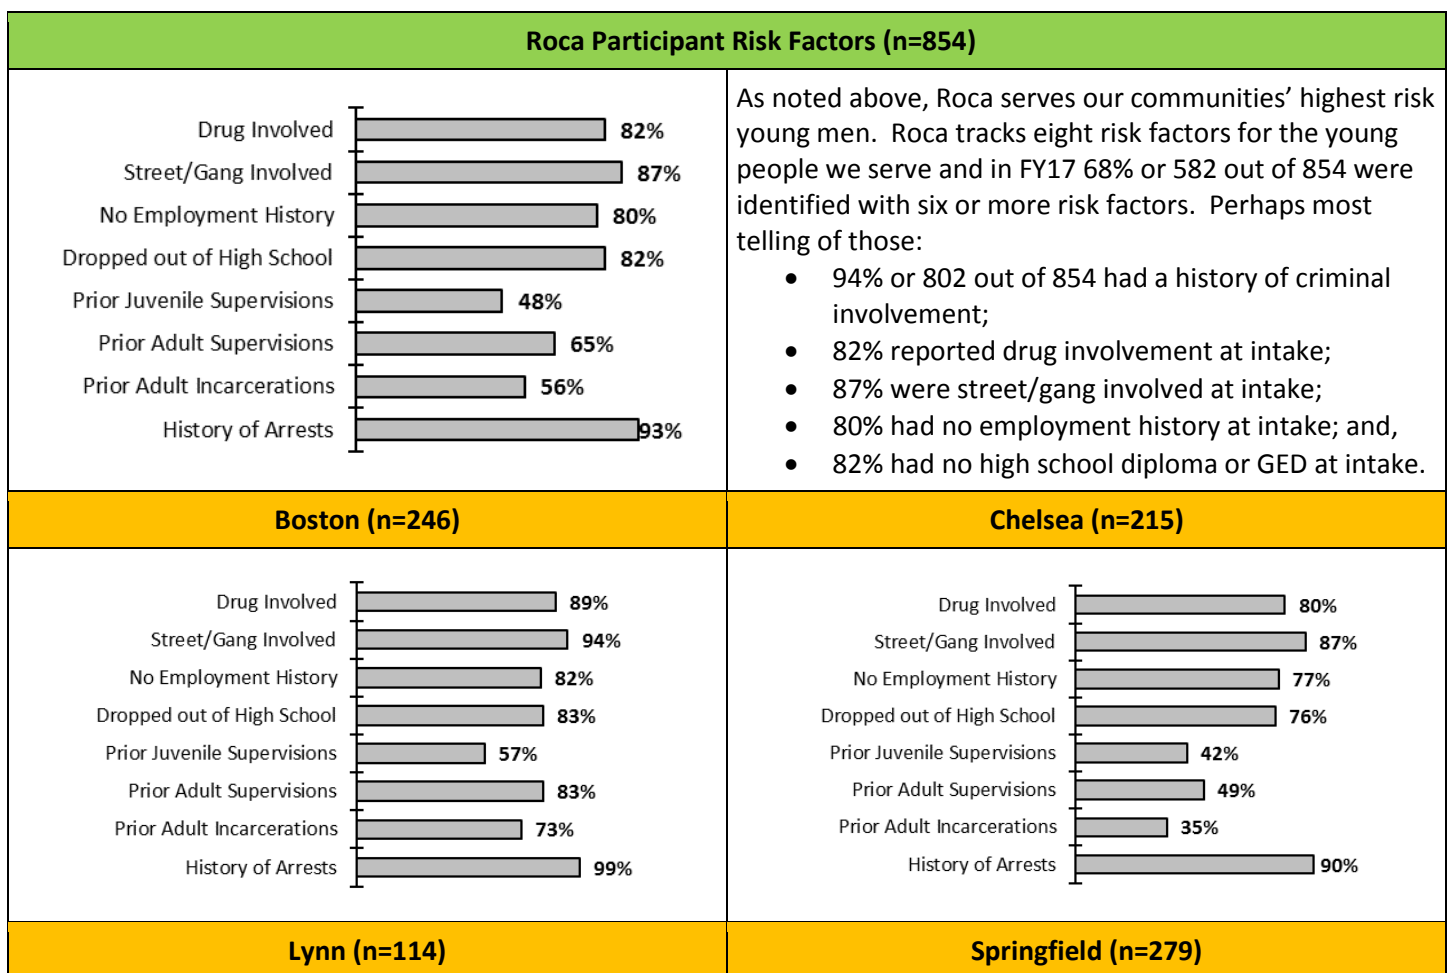 Roca Participant Risk Factors (n=854)
Drug Involved 82%
Street/Gang Involved 87%
No Employment History 80%
Dropped out of High School 82%
Prior Juvenile Supervisions 48%
Prior Adult Supervisions 65%
Prior Adult Incarcerations 56%
History of Arrests 93%
As noted above, Roca serves our communities’ highest risk
young men.  Roca tracks eight risk factors for the young
people we serve and in FY17 68% or 582 out of 854 were
identified with six or more risk factors.  Perhaps most
telling of those:
• 94% or 802 out of 854 had a history of criminal
involvement;
• 82% reported drug involvement at intake;
• 87% were street/gang involved at intake;
• 80% had no employment history at intake; and,
• 82% had no high school diploma or GED at intake.
Boston (n=246)
Drug Involved 89%
Street/Gang Involved 94%
No Employment History 82%
Dropped out of High School 83%
Prior Juvenile Supervisions 57%
Prior Adult Supervisions 83%
Prior Adult Incarcerations 73%
History of Arrests 99%
Chelsea (n=215)
Drug Involved 80%
Street/Gang Involved 87%
No Employment History 77%
Dropped out of High School 76%
Prior Juvenile Supervisions 42%
Prior Adult Supervisions 49%
Prior Adult Incarcerations 35%
History of Arrests 90%
Lynn (n=114)
Springfield (n=279)